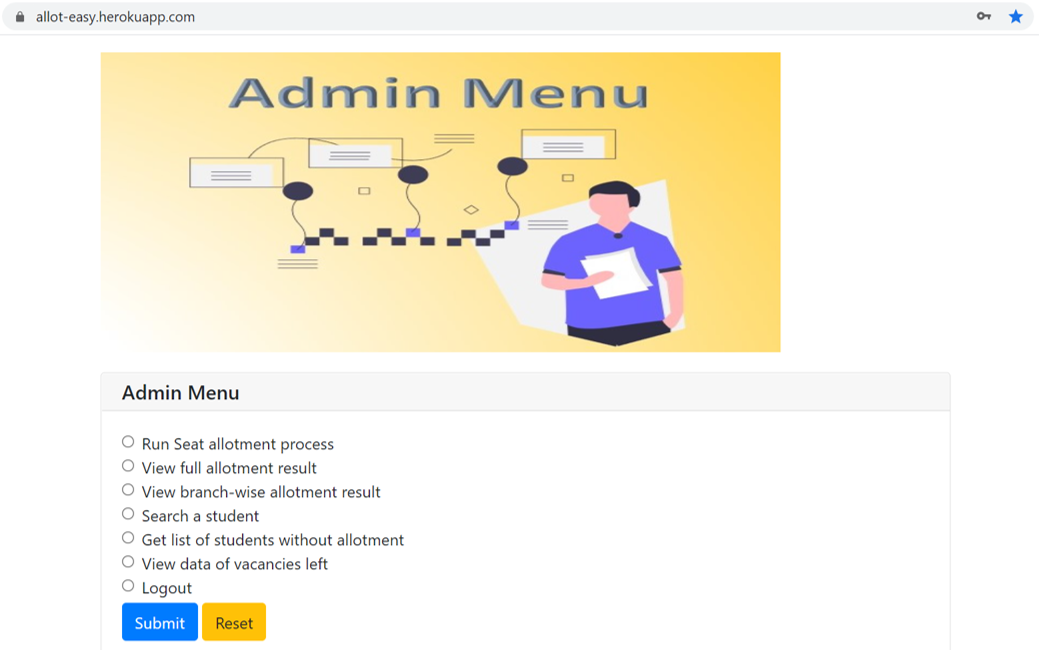 allot-easy.herokuapp.com
Admin Menu
Admin Menu
Run Seat allotment process
View full allotment result
View branch-wise allotment result
Search a student
Get list of students without allotment
View data of vacancies left
Logout
Submit Reset